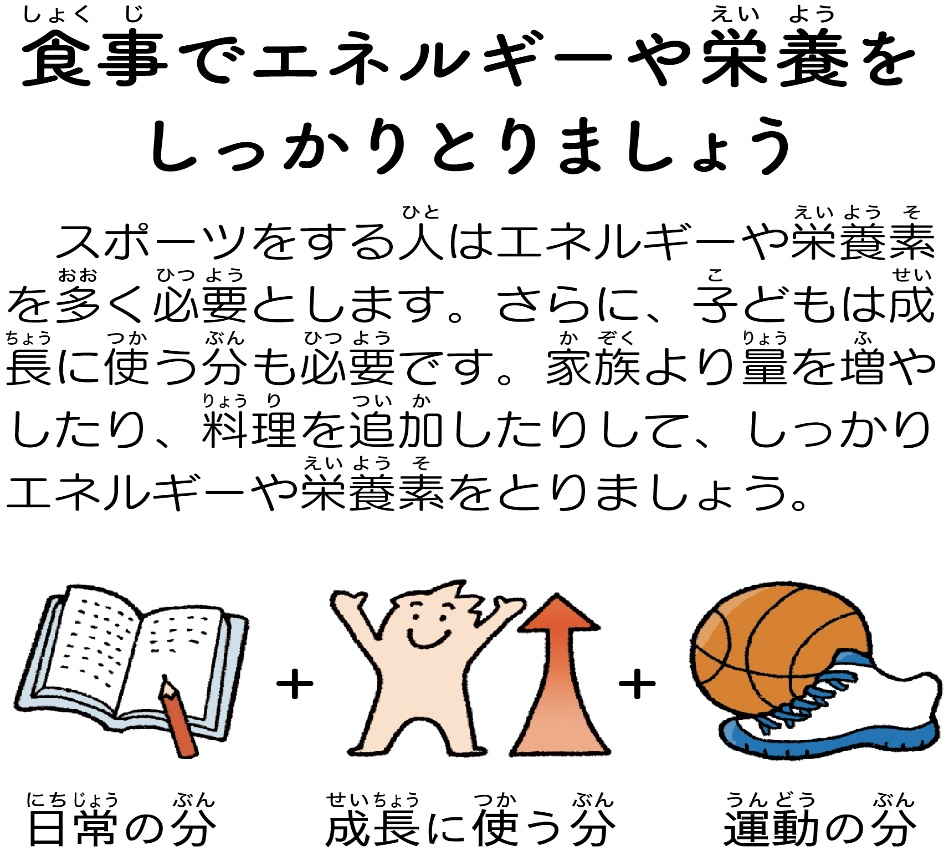 食事でエネルギーや栄養を
しっかりとりましょう
スポーツをする人はエネルギーや栄養素
を多く必要とします。さらに、子どもは成
長に使う分も必要です。家族より量を増や
したり、料理を追加したりして、しっかり
エネルギーや栄養素をとりましょう。
+ +
日常の分 成長に使う分 運動の分